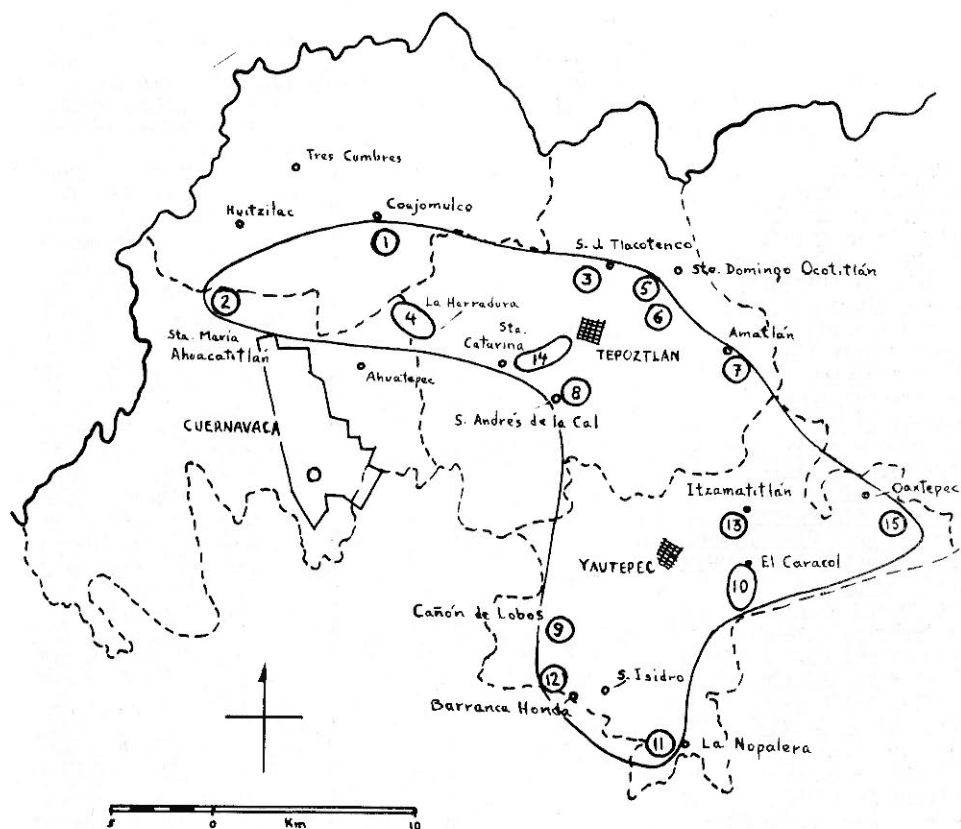 Tres Cumbres
Huitzilac
Coajomulco
1
S. J. Tlacotenco
3
5
Sto. Domingo Ocotitlán
2
4
La Herradura
6
Sta. María
Ahuacatitlán
Sta.
Catarina
14
TEPOZTLAN
Amatlán
7
Ahuatepec
8
S. Andrés de la Cal
CUERNAVACA
Itzamatitlán
Oaxtepec
13
15
YAUTEPEC
El Caracol
10
Cañón de Lobos
9
12
S. Isidro
Barranca Honda
11
La Nopalera
5
0
Km
10